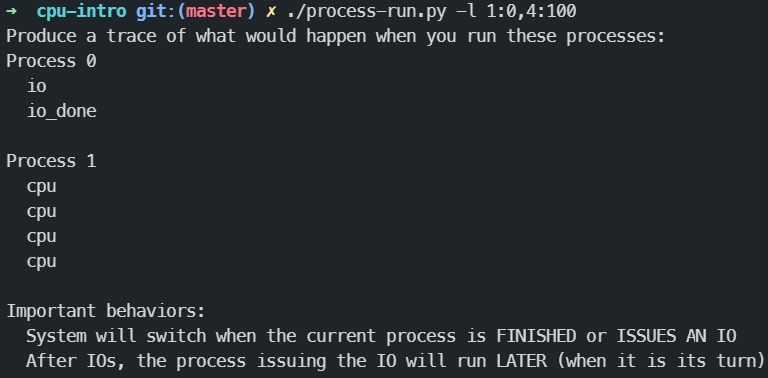 ➜  cpu-intro git:(master) ✗ ./process-run.py -l 1:0,4:100
Produce a trace of what would happen when you run these processes:
Process 0
  io
  io_done

Process 1
  cpu
  cpu
  cpu
  cpu

Important behaviors:
  System will switch when the current process is FINISHED or ISSUES AN IO
  After IOs, the process issuing the IO will run LATER (when it is its turn)